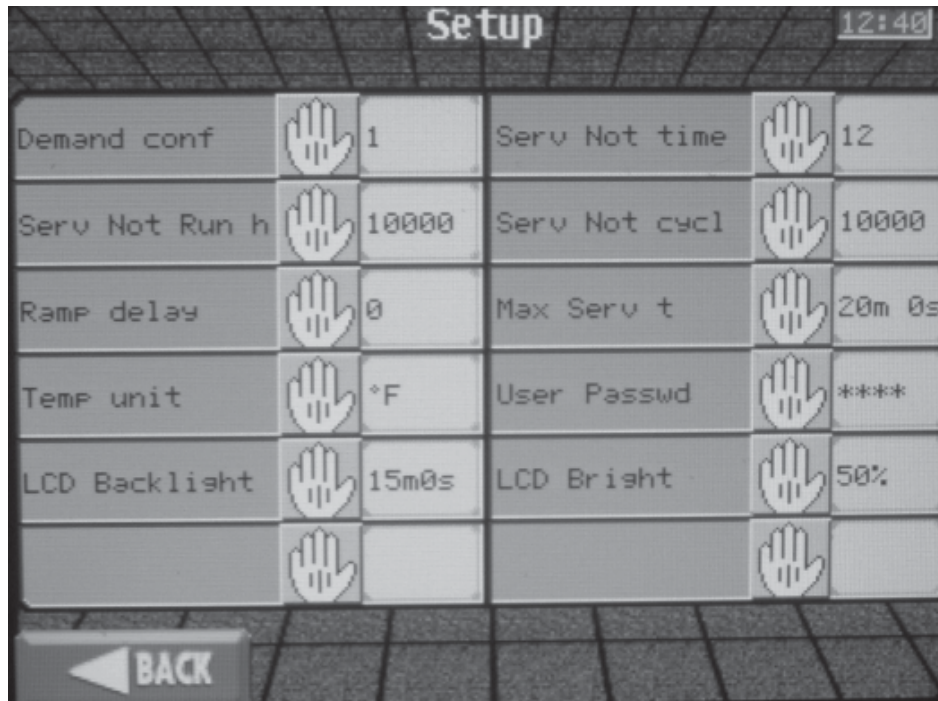 Setup
12:40
Demand conf 1 Serv Not time 12
Serv Not Run h 10000 Serv Not cycl 10000
Ramp delay 0 Max Serv t 20m 0s
Temp unit °F User Passwd ****
LCD Backlight 15m0s LCD Bright 50%
BACK